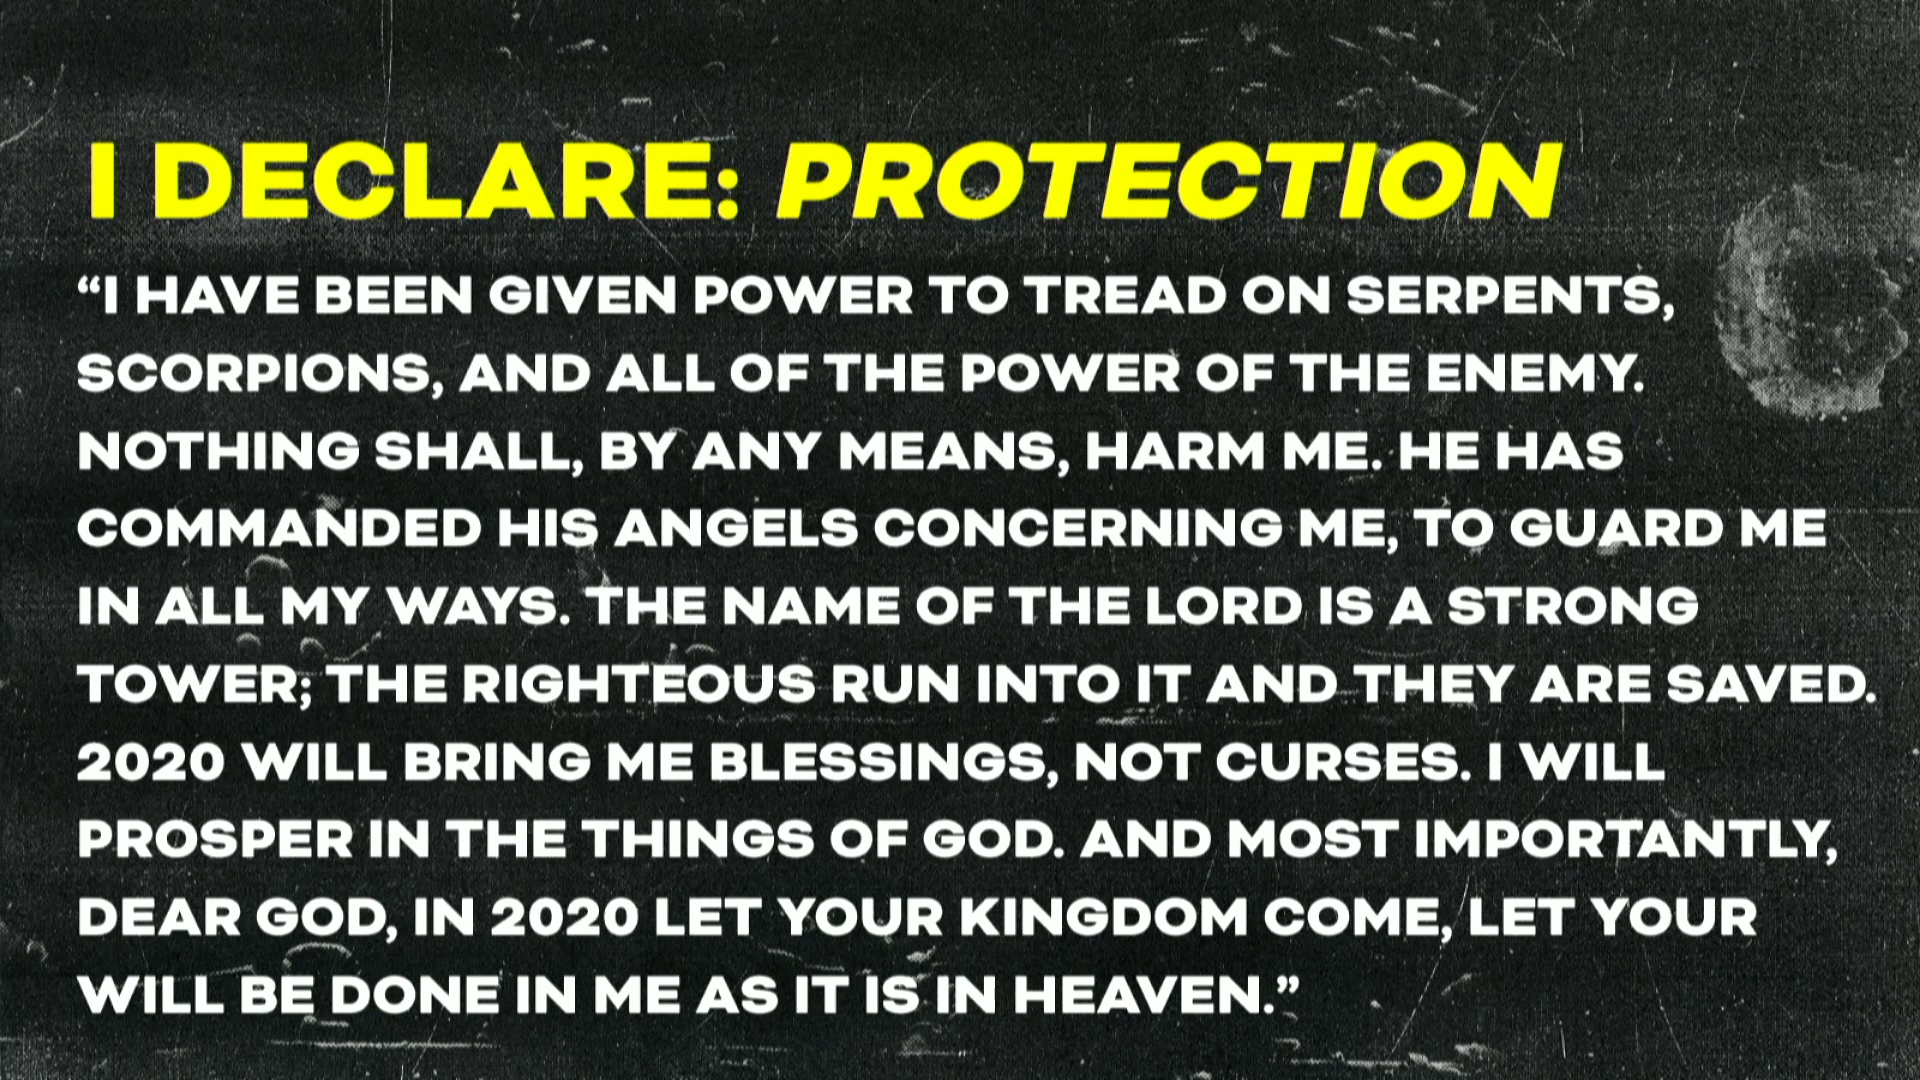 I DECLARE: PROTECTION
“I HAVE BEEN GIVEN POWER TO TREAD ON SERPENTS,
SCORPIONS, AND ALL OF THE POWER OF THE ENEMY.
NOTHING SHALL, BY ANY MEANS, HARM ME. HE HAS
COMMANDED HIS ANGELS CONCERNING ME, TO GUARD ME
IN ALL MY WAYS. THE NAME OF THE LORD IS A STRONG
TOWER; THE RIGHTEOUS RUN INTO IT AND THEY ARE SAVED.
2020 WILL BRING ME BLESSINGS, NOT CURSES. I WILL
PROSPER IN THE THINGS OF GOD. AND MOST IMPORTANTLY,
DEAR GOD, IN 2020 LET YOUR KINGDOM COME, LET YOUR
WILL BE DONE IN ME AS IT IS IN HEAVEN.”